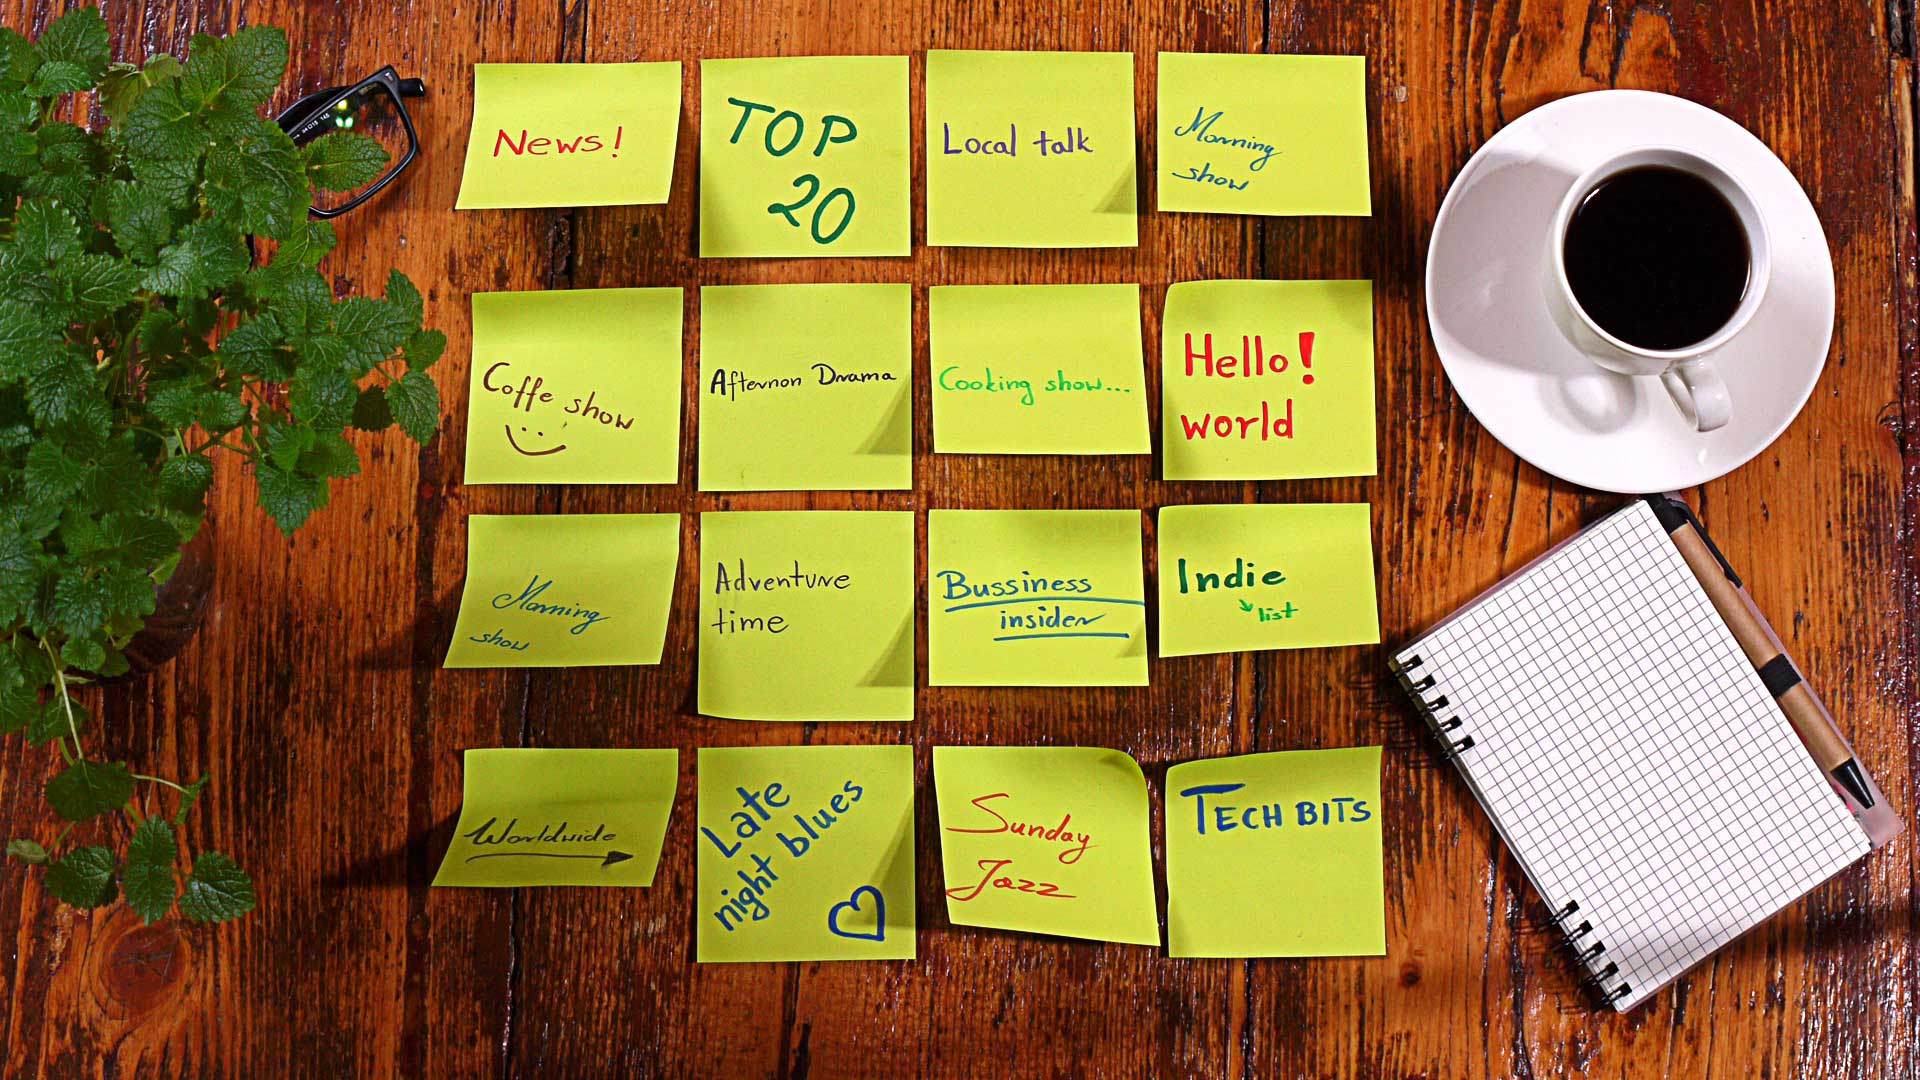 News!
TOP
20
Local talk
Morning
show
Coffe show
Afternon Drama
Cooking show...
Hello!
world
Morning
show
Adventure
time
Bussiness
insider
Indie
list
Worldwide
Late
night blues
Sunday
Jazz
TECH BITS